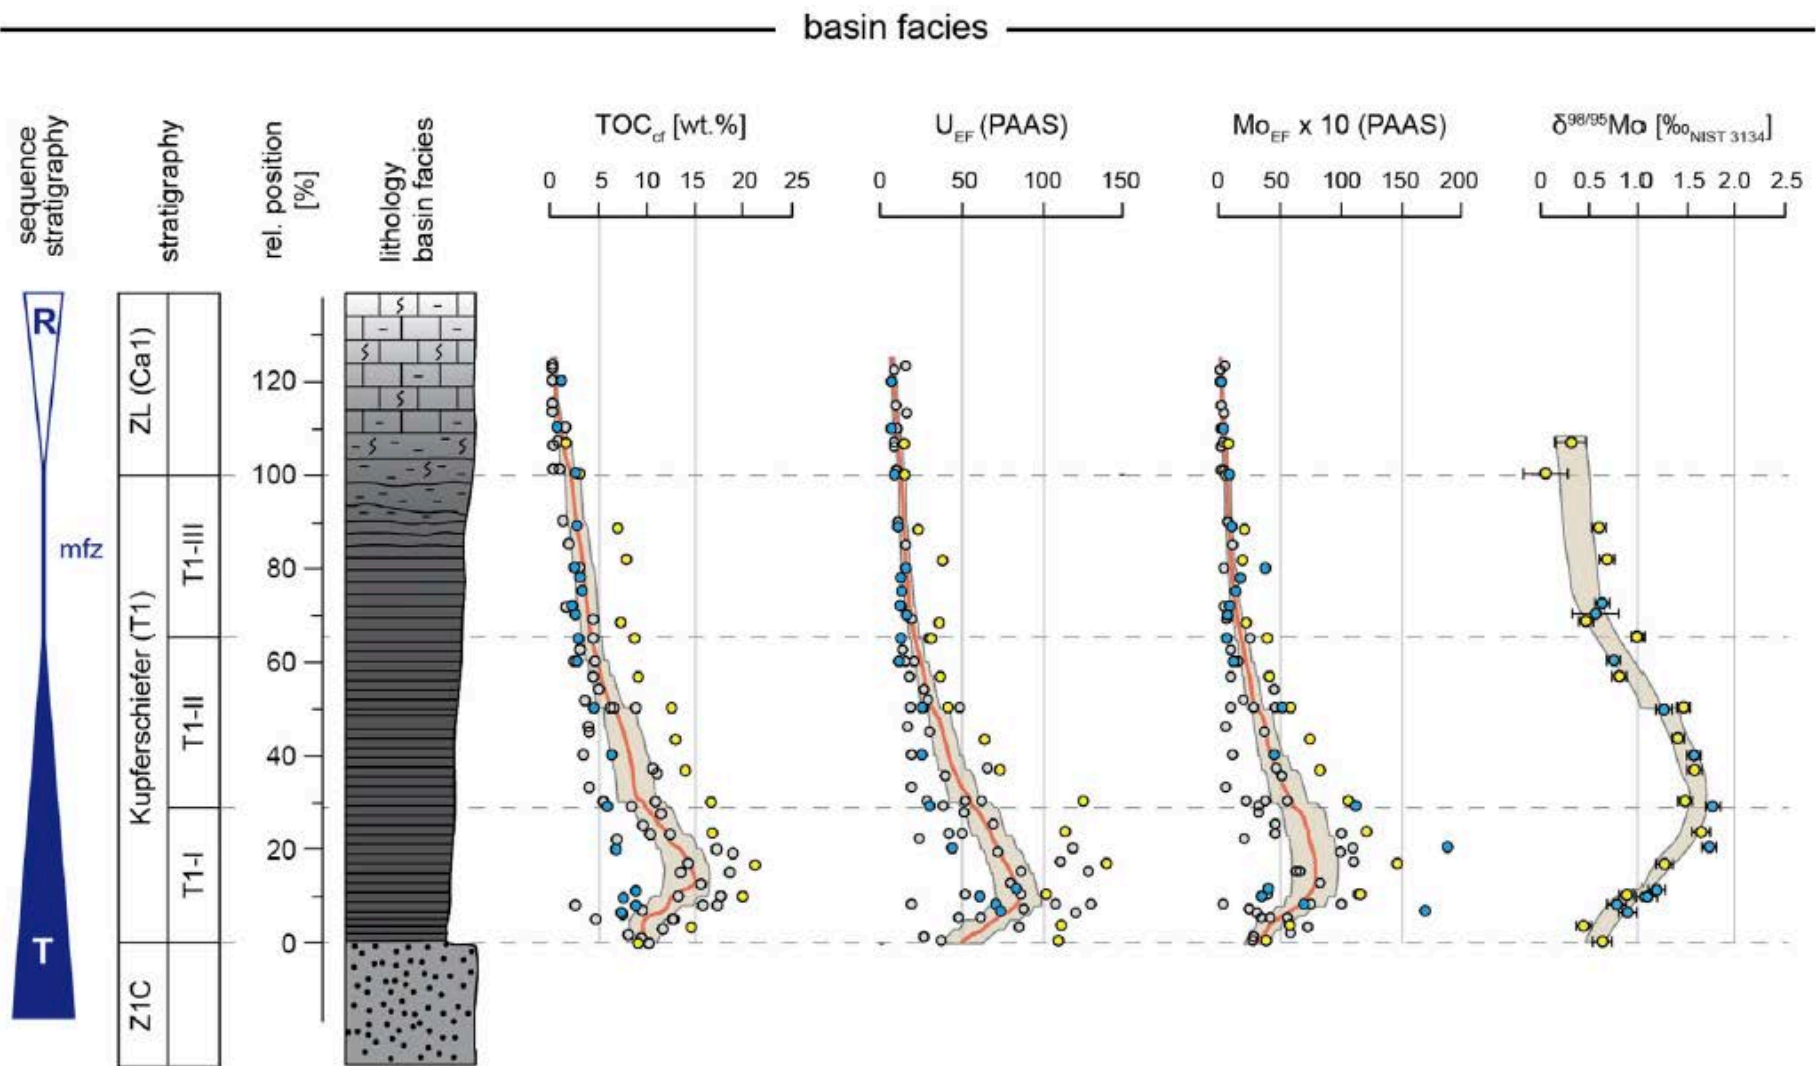 basin facies
sequence
stratigraphy
stratigraphy
rel. position
[%]
lithology
basin facies
TOCcf [wt.%]
UEF (PAAS)
MoEF x 10 (PAAS)
δ98/95Mo [‰NIST 3134]
0 5 10 15 20 25
0 50 100 150
0 50 100 150 200
0 0.5 1.0 1.5 2.0 2.5
R
mfz
T
ZL (Ca1)
Kupferschiefer (T1)
Z1C
T1-III
T1-II
T1-I
120
100
80
60
40
20
0